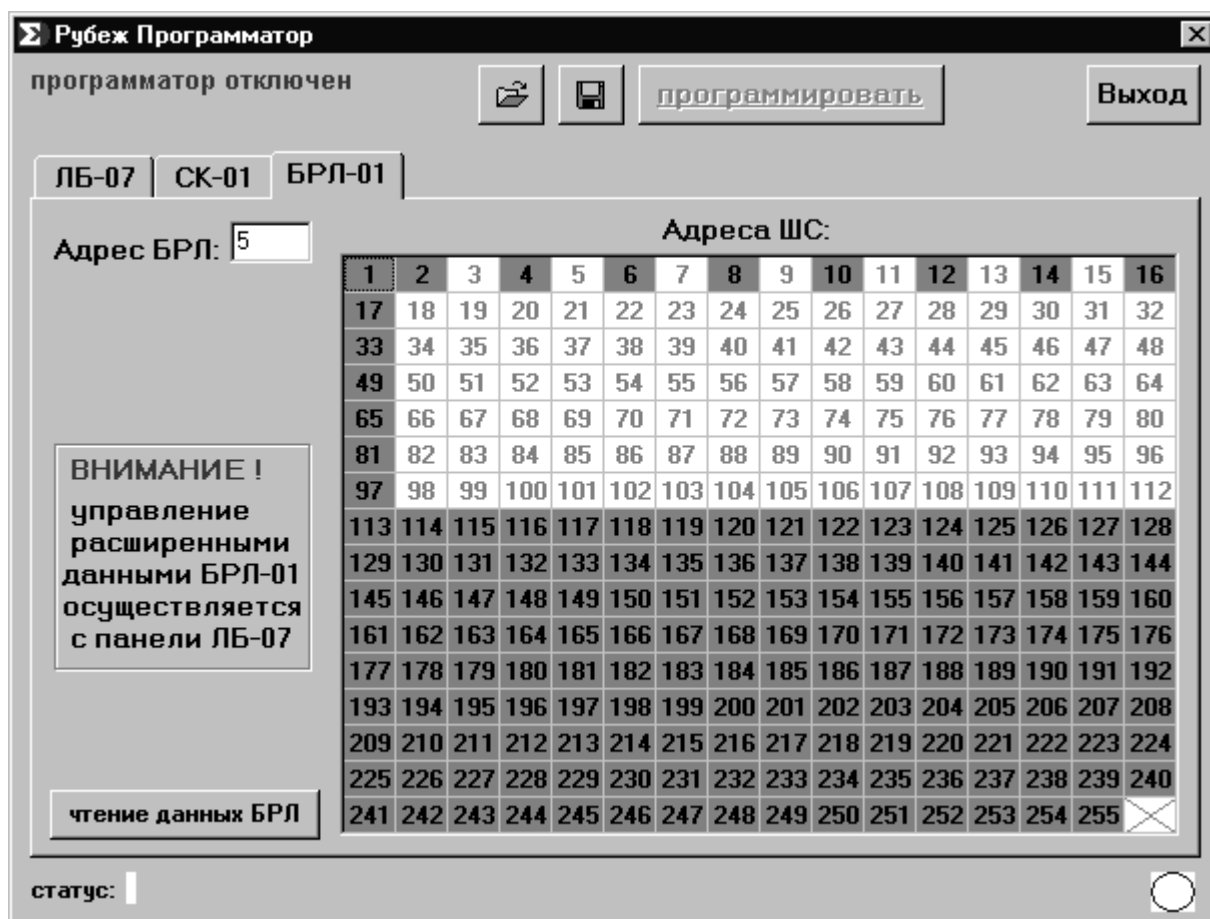 Рубеж Программатор
программатор отключен
программировать
Выход
ЛБ-07 СК-01 БРЛ-01
Адрес БРЛ: 5
Адреса ШС:
1 2 3 4 5 6 7 8 9 10 11 12 13 14 15 16
17 18 19 20 21 22 23 24 25 26 27 28 29 30 31 32
33 34 35 36 37 38 39 40 41 42 43 44 45 46 47 48
49 50 51 52 53 54 55 56 57 58 59 60 61 62 63 64
65 66 67 68 69 70 71 72 73 74 75 76 77 78 79 80
81 82 83 84 85 86 87 88 89 90 91 92 93 94 95 96
97 98 99 100 101 102 103 104 105 106 107 108 109 110 111 112
113 114 115 116 117 118 119 120 121 122 123 124 125 126 127 128
129 130 131 132 133 134 135 136 137 138 139 140 141 142 143 144
145 146 147 148 149 150 151 152 153 154 155 156 157 158 159 160
161 162 163 164 165 166 167 168 169 170 171 172 173 174 175 176
177 178 179 180 181 182 183 184 185 186 187 188 189 190 191 192
193 194 195 196 197 198 199 200 201 202 203 204 205 206 207 208
209 210 211 212 213 214 215 216 217 218 219 220 221 222 223 224
225 226 227 228 229 230 231 232 233 234 235 236 237 238 239 240
241 242 243 244 245 246 247 248 249 250 251 252 253 254 255
ВНИМАНИЕ !
управление
расширенными
данными БРЛ-01
осуществляется
с панели ЛБ-07
чтение данных БРЛ
статус: